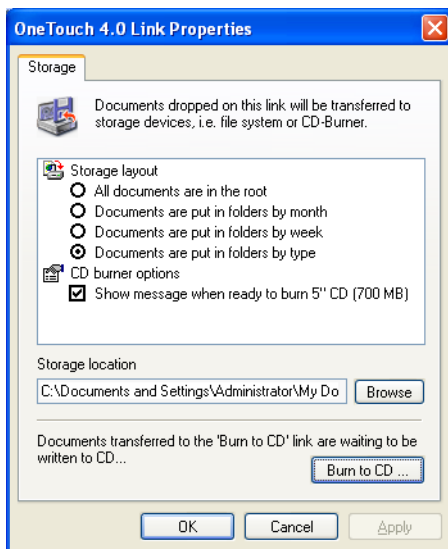 OneTouch 4.0 Link Properties
Storage
Documents dropped on this link will be transferred to
storage devices, i.e. file system or CD-Burner.
Storage layout
All documents are in the root
Documents are put in folders by month
Documents are put in folders by week
Documents are put in folders by type
CD burner options
Show message when ready to burn 5" CD (700 MB)
Storage location
C:\Documents and Settings\Administrator\My Do
Browse
Documents transferred to the 'Burn to CD' link are waiting to be
written to CD...
Burn to CD ...
OK
Cancel
Apply